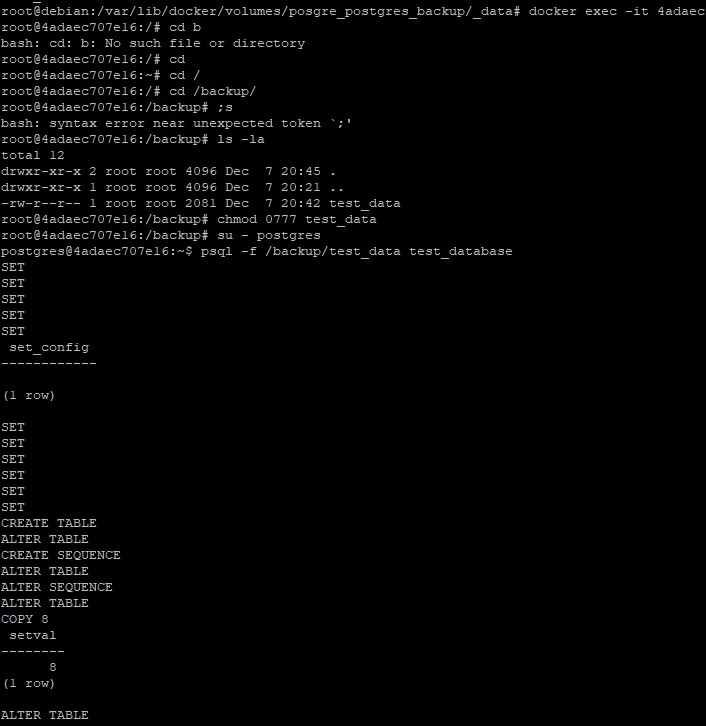 root@debian:/var/lib/docker/volumes/posgre_postgres_backup/_data# docker exec -it 4adaec
root@4adaec707e16:/# cd b
bash: cd: b: No such file or directory
root@4adaec707e16:/# cd
root@4adaec707e16:~# cd /
root@4adaec707e16:/# cd /backup/
root@4adaec707e16:/backup# ;s
bash: syntax error near unexpected token `;'
root@4adaec707e16:/backup# ls -la
total 12
drwxr-xr-x 2 root root 4096 Dec  7 20:45 .
drwxr-xr-x 1 root root 4096 Dec  7 20:21 ..
-rw-r--r-- 1 root root 2081 Dec  7 20:42 test_data
root@4adaec707e16:/backup# chmod 0777 test_data
root@4adaec707e16:/backup# su - postgres
postgres@4adaec707e16:~$ psql -f /backup/test_data test_database
SET
SET
SET
SET
SET
 set_config
------------

(1 row)

SET
SET
SET
SET
SET
SET
CREATE TABLE
ALTER TABLE
CREATE SEQUENCE
ALTER TABLE
ALTER SEQUENCE
ALTER TABLE
COPY 8
 setval
--------
      8
(1 row)

ALTER TABLE